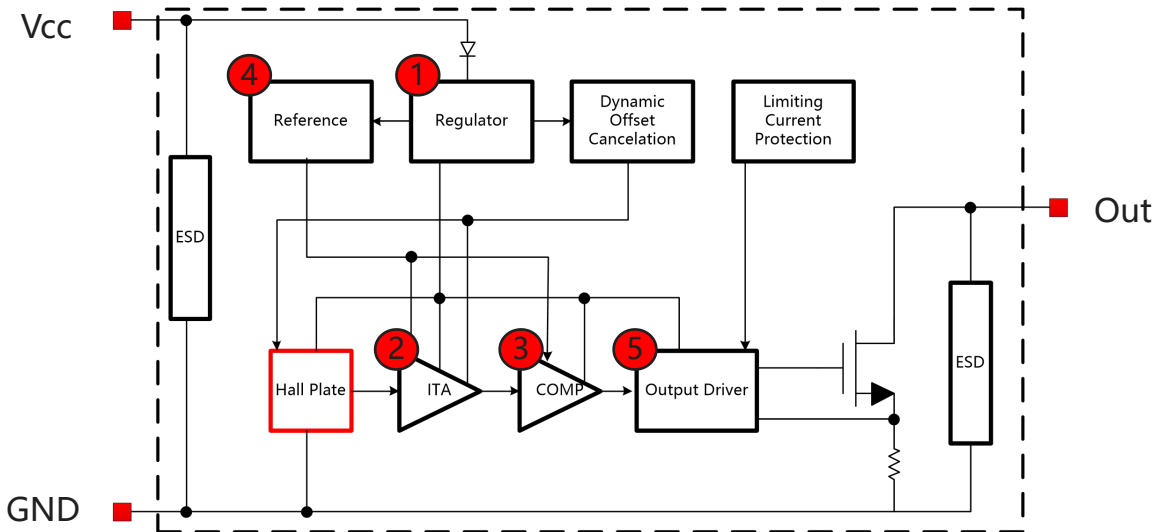 Vcc
4
1
Reference
Regulator
Dynamic
Offset
Cancelation
Limiting
Current
Protection
Out
ESD
2
3
5
Hall Plate
ITA
COMP
Output Driver
ESD
GND